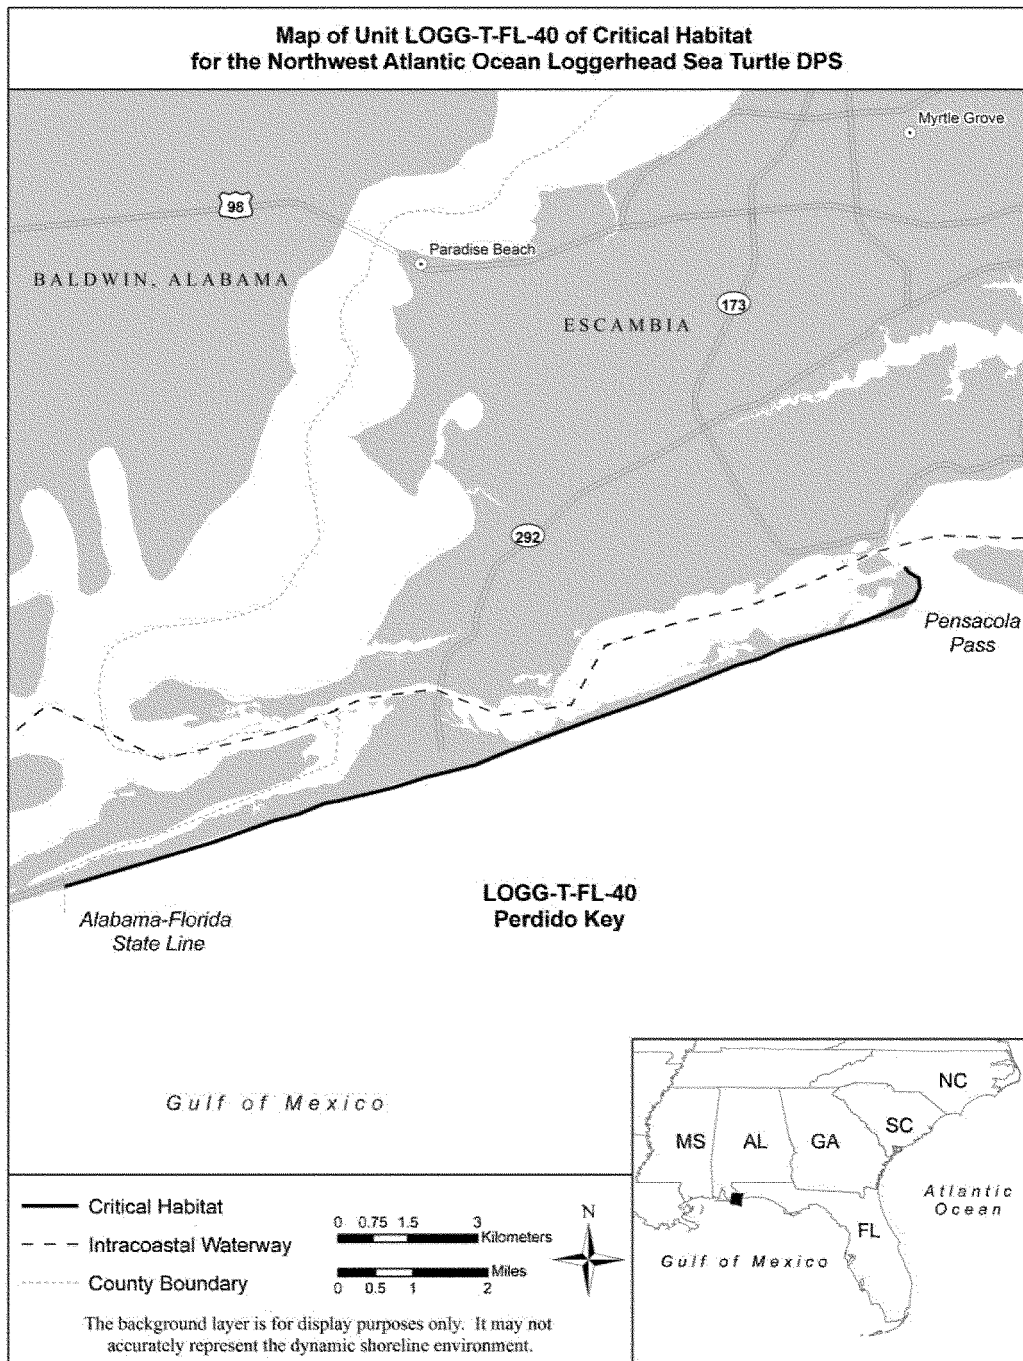 Map of Unit LOGG-T-FL-40 of Critical Habitat
for the Northwest Atlantic Ocean Loggerhead Sea Turtle DPS
Myrtle Grove
98
Paradise Beach
BALDWIN, ALABAMA
173
ESCAMBIA
292
Pensacola
Pass
LOGG-T-FL-40
Perdido Key
Alabama-Florida
State Line
Gulf of Mexico
NC
SC
MS
AL
GA
Atlantic
Ocean
FL
Gulf of Mexico
Critical Habitat
Intracoastal Waterway
County Boundary
0 0.75 1.5 3
Kilometers
Miles
0 0.5 1 2
N
The background layer is for display purposes only. It may not
accurately represent the dynamic shoreline environment.